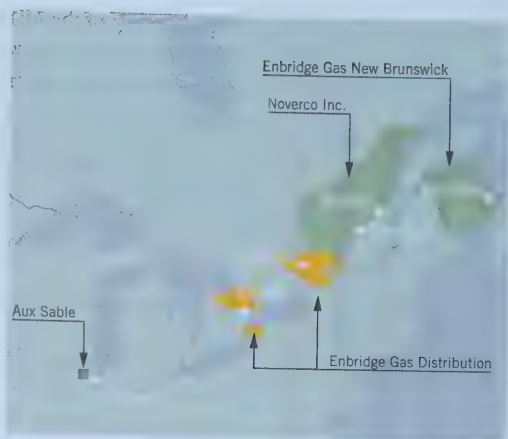 Enbridge Gas New Brunswick
Noverco Inc.
Aux Sable
Enbridge Gas Distribution